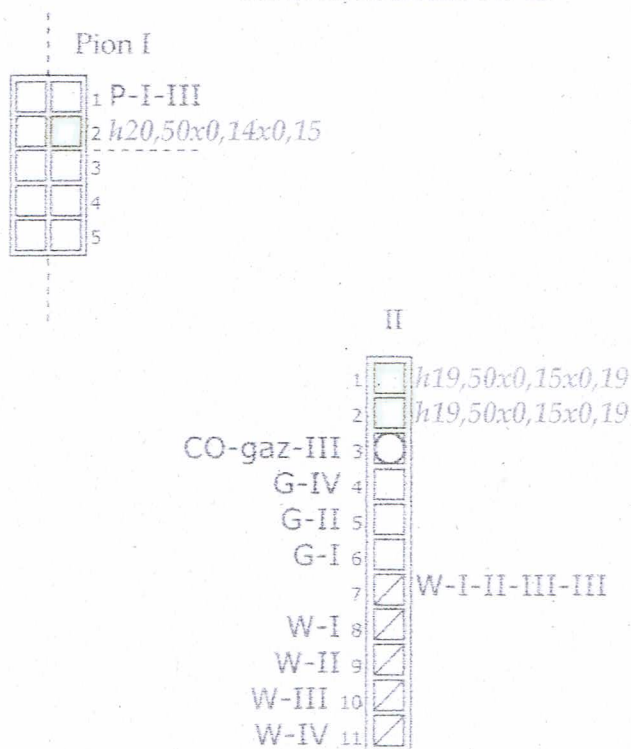 Pion I
1 P-I-III
2 h20,50x0,14x0,15
3
4
5
II
1 h19,50x0,15x0,19
2 h19,50x0,15x0,19
CO-gaz-III 3
G-IV 4
G-II 5
G-I 6
7 W-I-II-III-III
W-I 8
W-II 9
W-III 10
W-IV 11